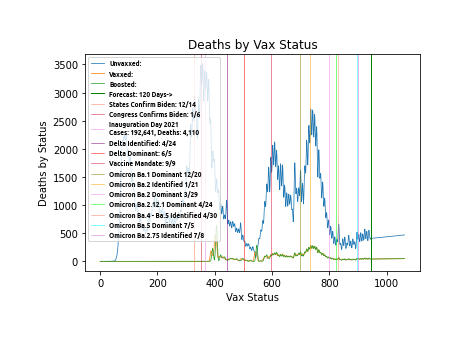 Deaths by Vax Status
Deaths by Status
3500
3000
2500
2000
1500
1000
500
0
Unvaxxed:
Vaxxed:
Boosted:
Forecast: 120 Days->
States Confirm Biden: 12/14
Congress Confirms Biden: 1/6
Inauguration Day 2021
Cases: 192,641, Deaths: 4,110
Delta Identified: 4/24
Delta Dominant: 6/5
Vaccine Mandate: 9/9
Omicron Ba.1 Dominant 12/20
Omicron Ba.2 Identified 1/21
Omicron Ba.2 Dominant 3/29
Omicron Ba.2.12.1 Dominant 4/24
Omicron Ba.4 - Ba.5 Identified 4/30
Omicron Ba.5 Dominant 7/5
Omicron Ba.2.75 Identified 7/8
0 200 400 600 800 1000
Vax Status